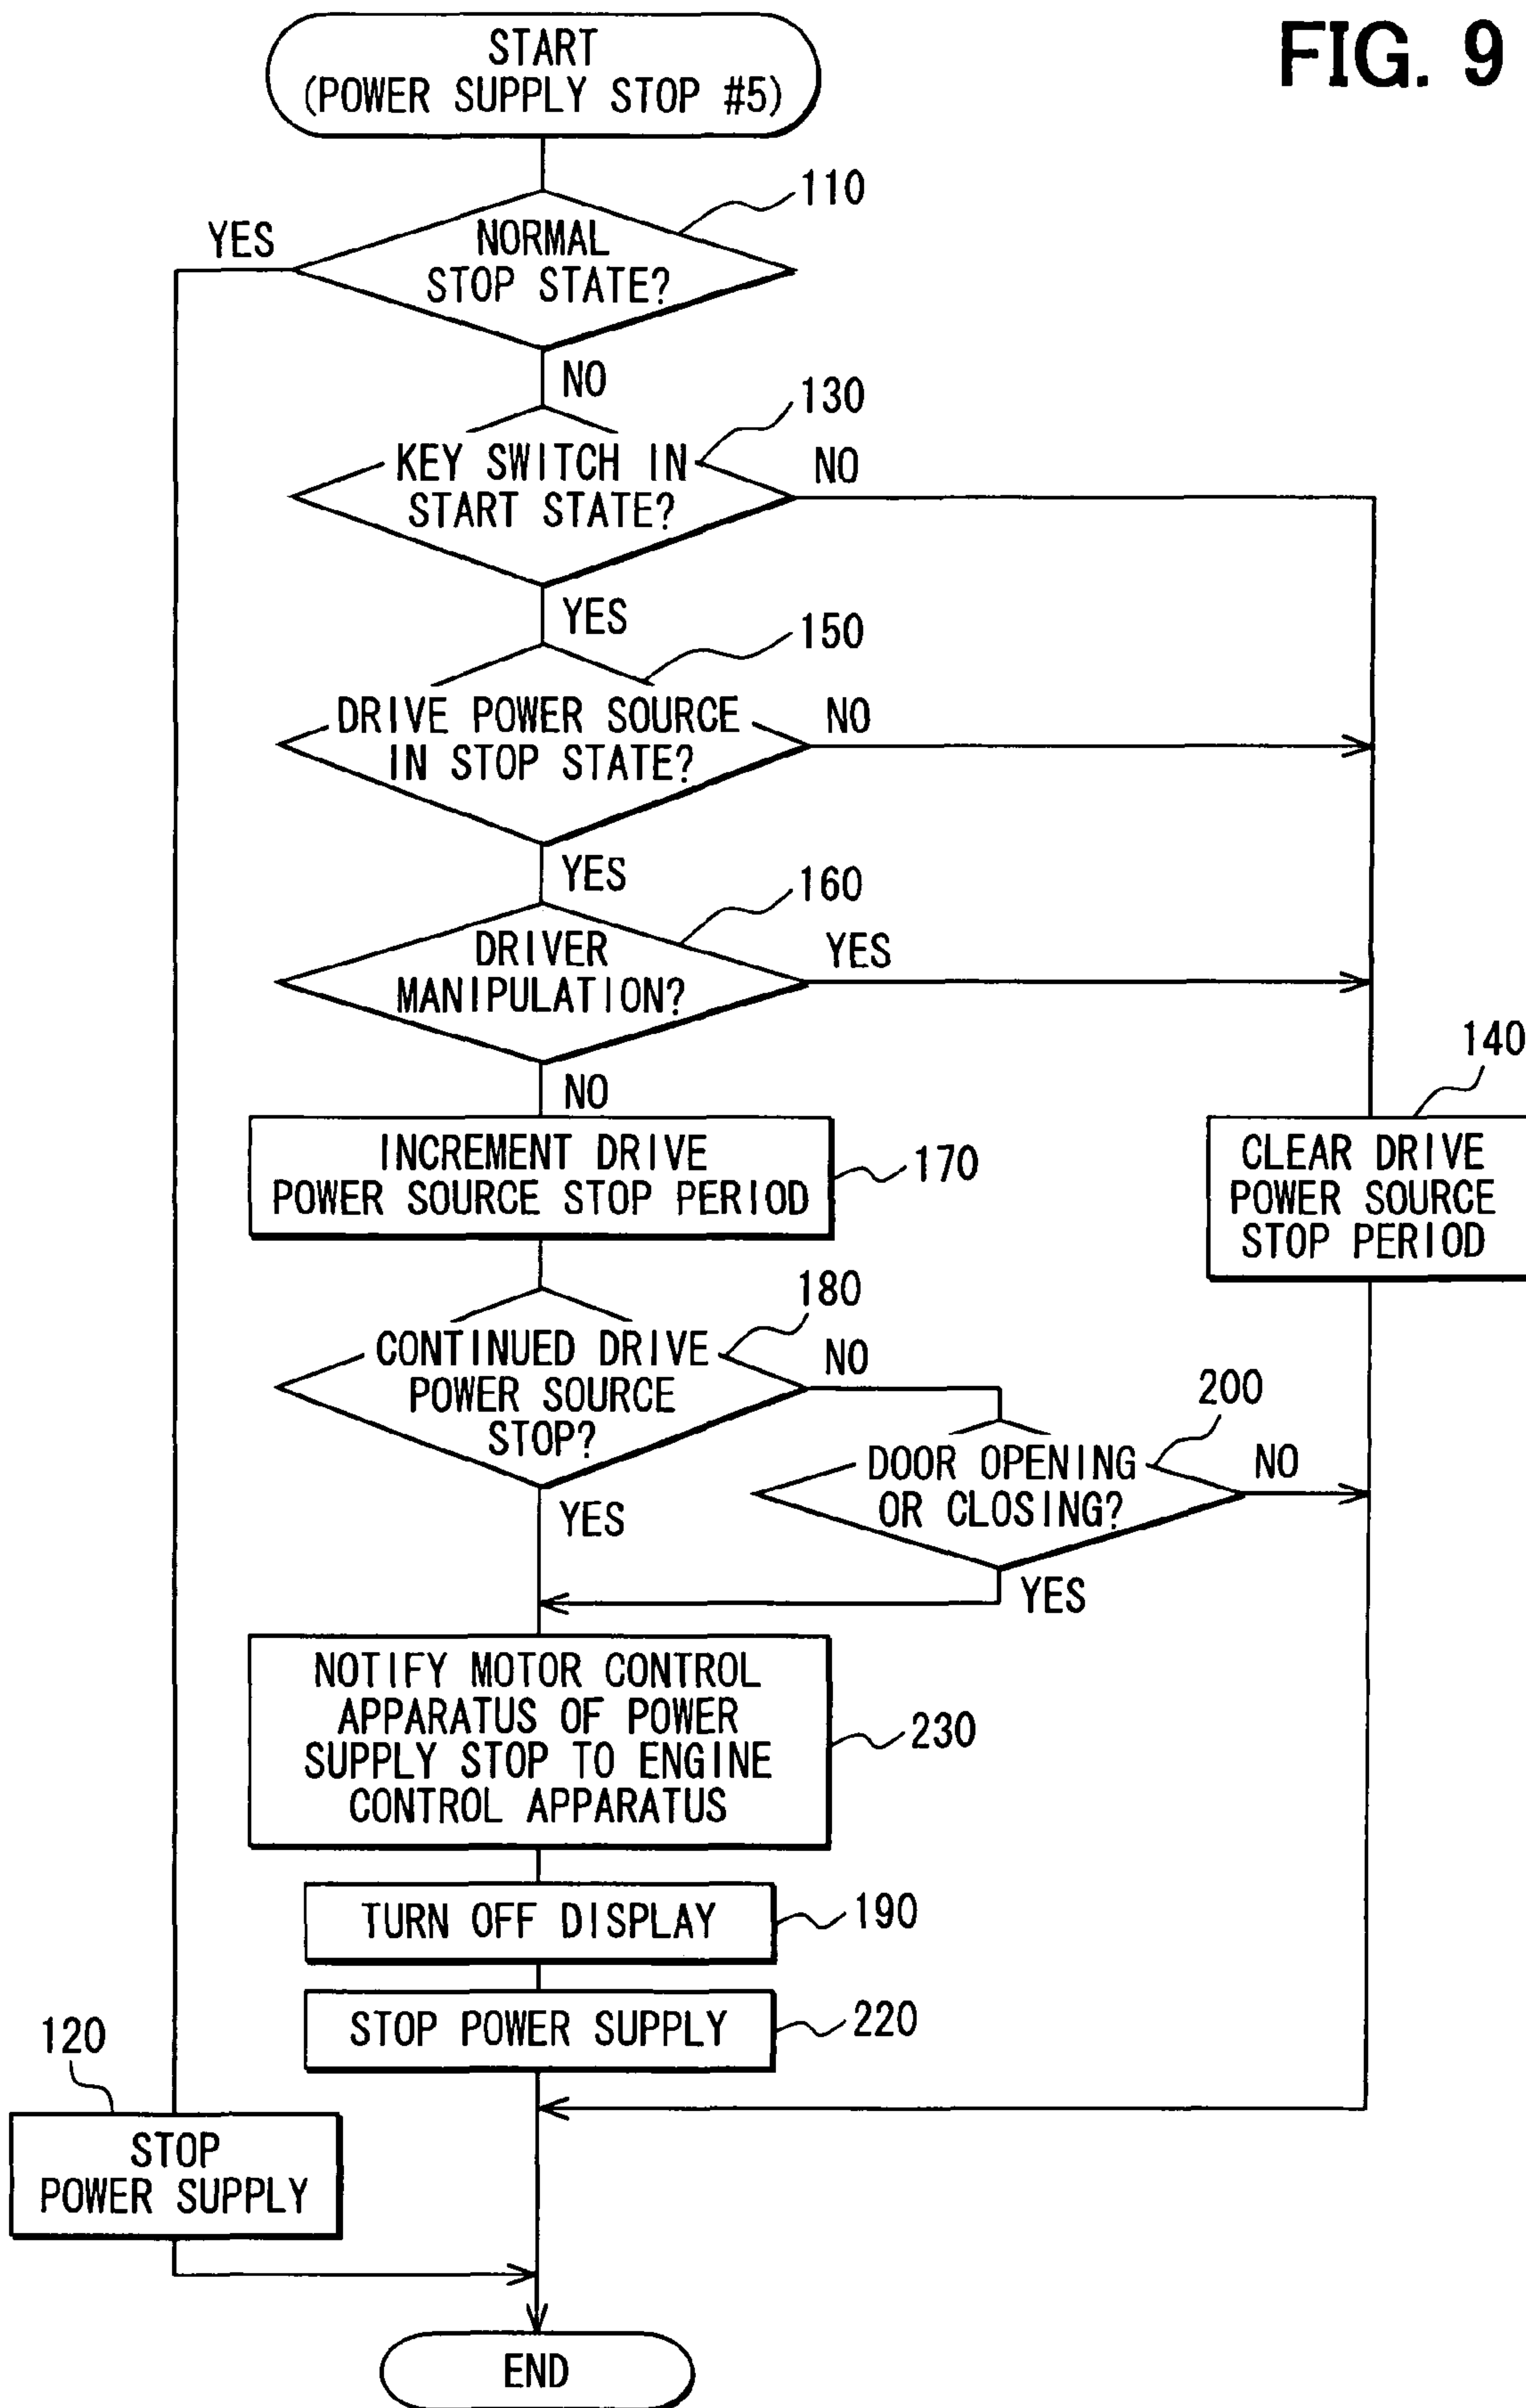 FIG. 9
START
(POWER SUPPLY STOP #5)
110
YES
NORMAL
STOP STATE?
NO
130
KEY SWITCH IN
START STATE?
NO
YES
150
DRIVE POWER SOURCE
IN STOP STATE?
NO
YES
160
DRIVER
MANIPULATION?
YES
NO
140
INCREMENT DRIVE
POWER SOURCE STOP PERIOD
170
CLEAR DRIVE
POWER SOURCE
STOP PERIOD
180
CONTINUED DRIVE
POWER SOURCE
STOP?
NO
YES
200
DOOR OPENING
OR CLOSING?
NO
YES
NOTIFY MOTOR CONTROL
APPARATUS OF POWER
SUPPLY STOP TO ENGINE
CONTROL APPARATUS
230
TURN OFF DISPLAY
190
STOP POWER SUPPLY
220
120
STOP
POWER SUPPLY
END